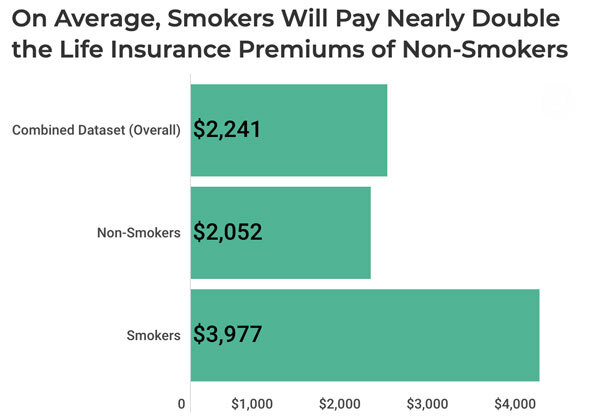 On Average, Smokers Will Pay Nearly Double
the Life Insurance Premiums of Non-Smokers
Combined Dataset (Overall) $2,241
Non-Smokers $2,052
Smokers $3,977
0 $1,000 $2,000 $3,000 $4,000